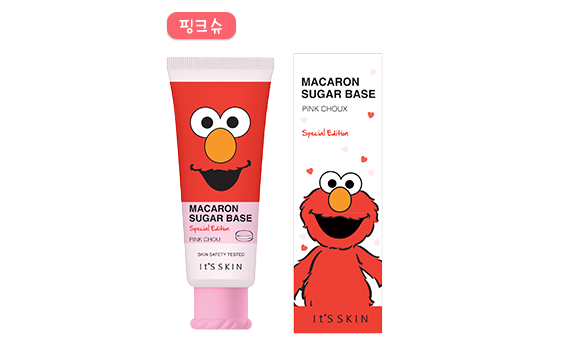 핑크슈
MACARON
SUGAR BASE
Special Edition
PINK CHOU
SKIN SAFETY TESTED
It'S SKIN
MACARON
SUGAR BASE
PINK CHOUX
Special Edition
It'S SKIN